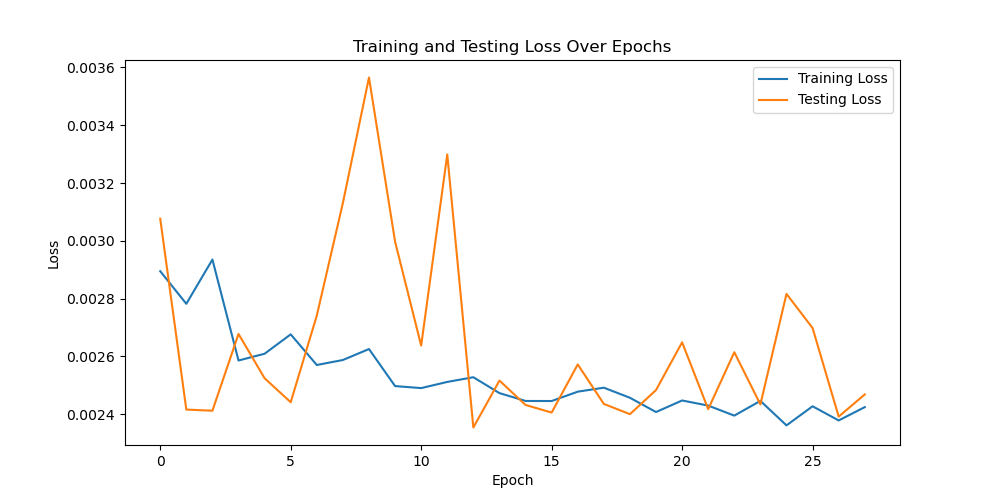 Training and Testing Loss Over Epochs
Training Loss
Testing Loss
0.0036
0.0034
0.0032
0.0030
0.0028
0.0026
0.0024
Loss
0 5 10 15 20 25
Epoch